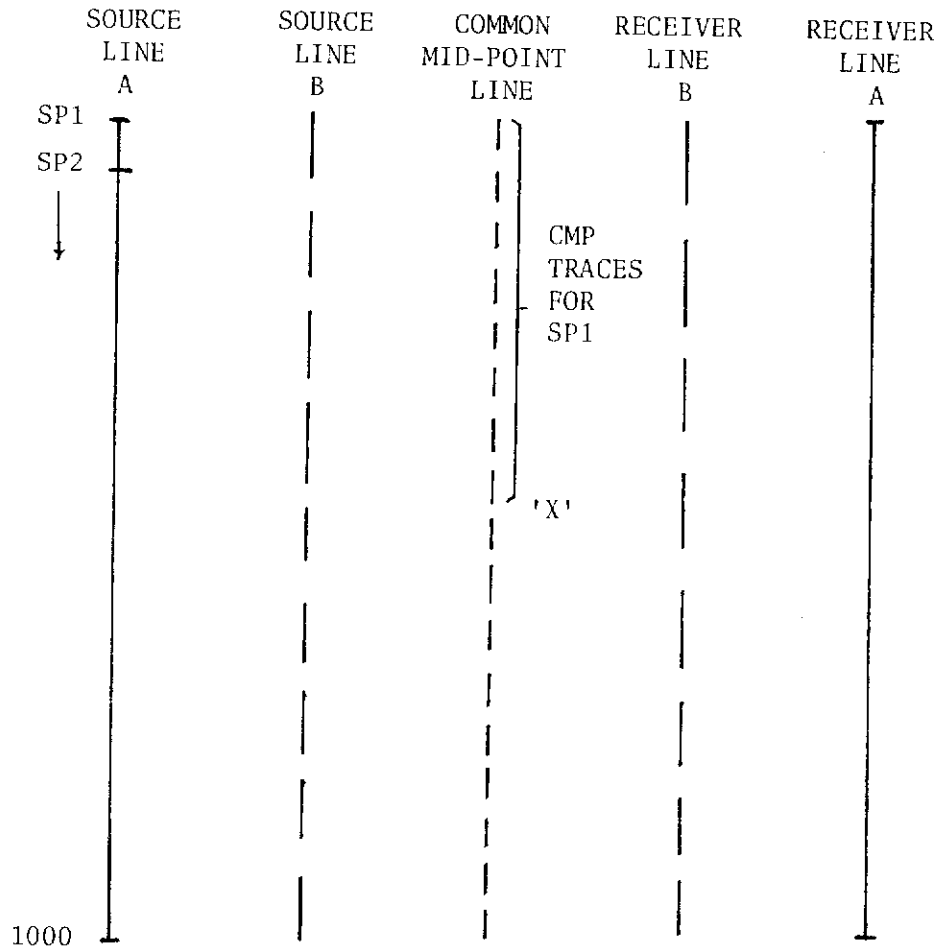 SOURCE
LINE
A
SOURCE
LINE
B
COMMON
MID-POINT
LINE
RECEIVER
LINE
B
RECEIVER
LINE
A
SP1
SP2
CMP
TRACES
FOR
SP1
'X'
1000